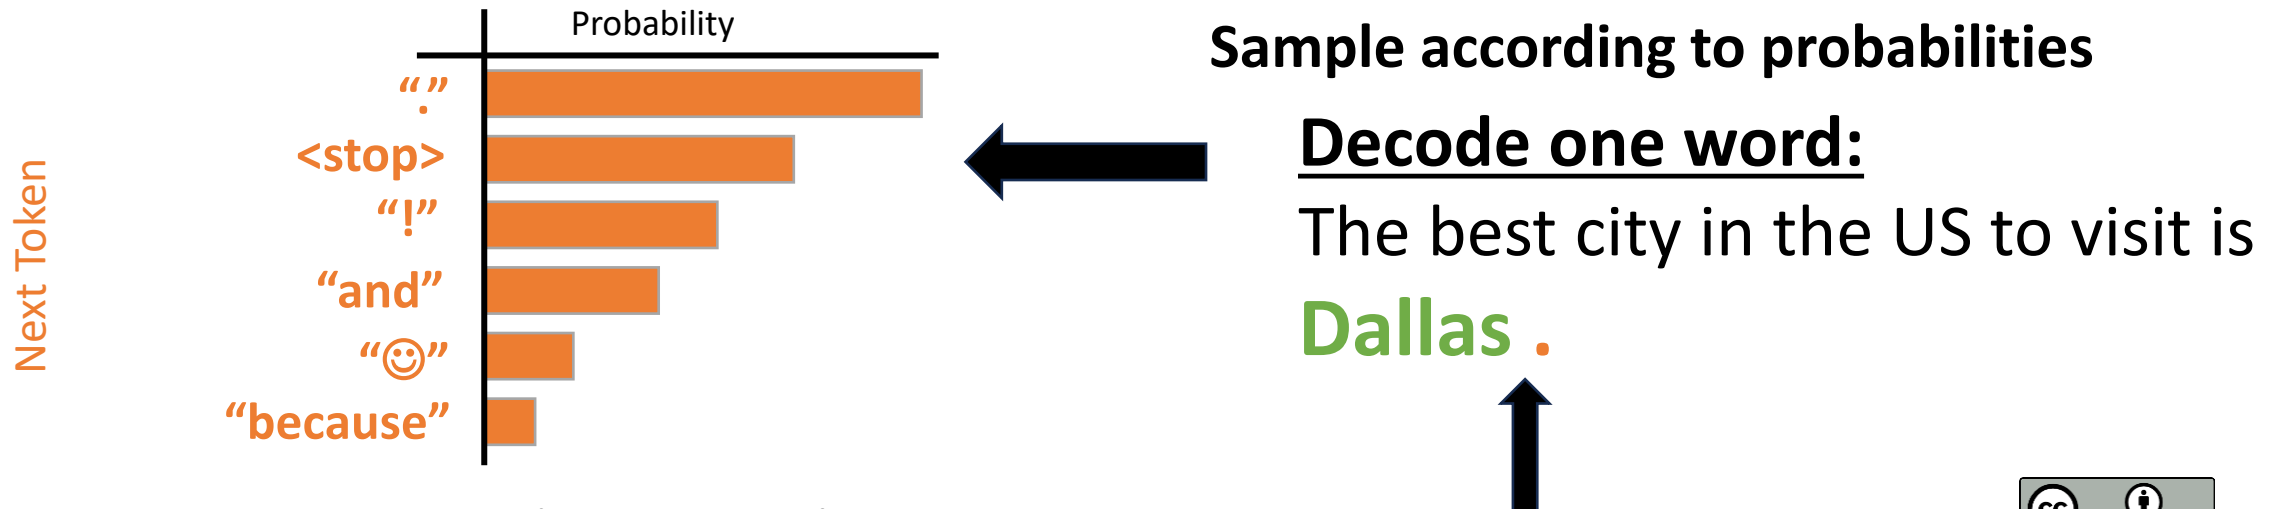 Probability
Sample according to probabilities
“.”
<stop>
“!”
“and”
“☺”
“because”
Next Token
Decode one word:
The best city in the US to visit is
Dallas .
cc